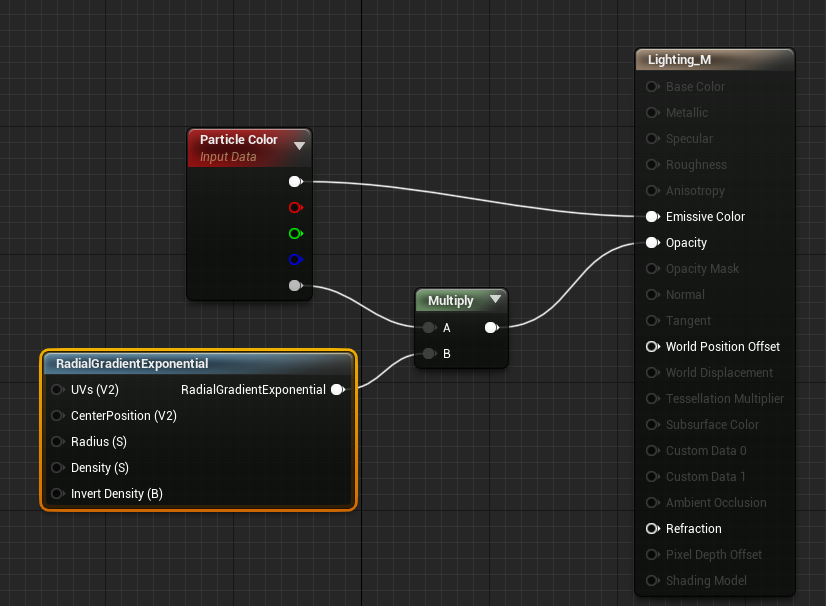 Lighting_M
Base Color
Metallic
Specular
Roughness
Anisotropy
Emissive Color
Opacity
Opacity Mask
Normal
Tangent
World Position Offset
World Displacement
Tessellation Multiplier
Subsurface Color
Custom Data 0
Custom Data 1
Ambient Occlusion
Refraction
Pixel Depth Offset
Shading Model
Particle Color
Input Data
Multiply
A
B
RadialGradientExponential
UVs (V2) RadialGradientExponential
CenterPosition (V2)
Radius (S)
Density (S)
Invert Density (B)